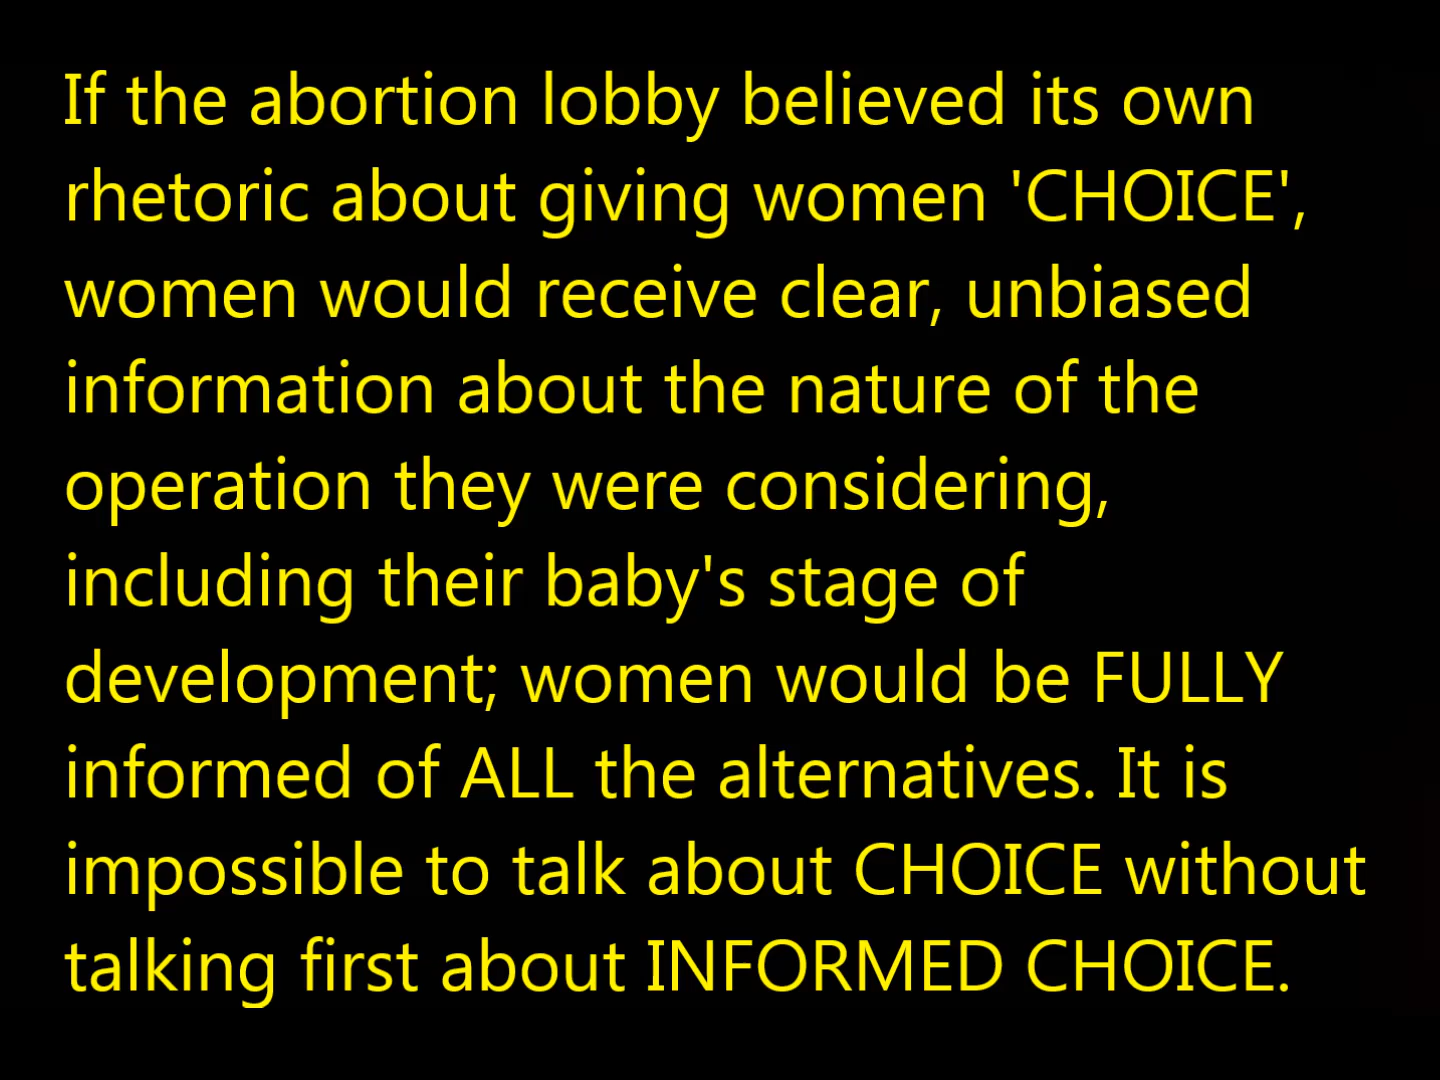 If the abortion lobby believed its own
rhetoric about giving women 'CHOICE',
women would receive clear, unbiased
information about the nature of the
operation they were considering,
including their baby's stage of
development; women would be FULLY
informed of ALL the alternatives. It is
impossible to talk about CHOICE without
talking first about INFORMED CHOICE.